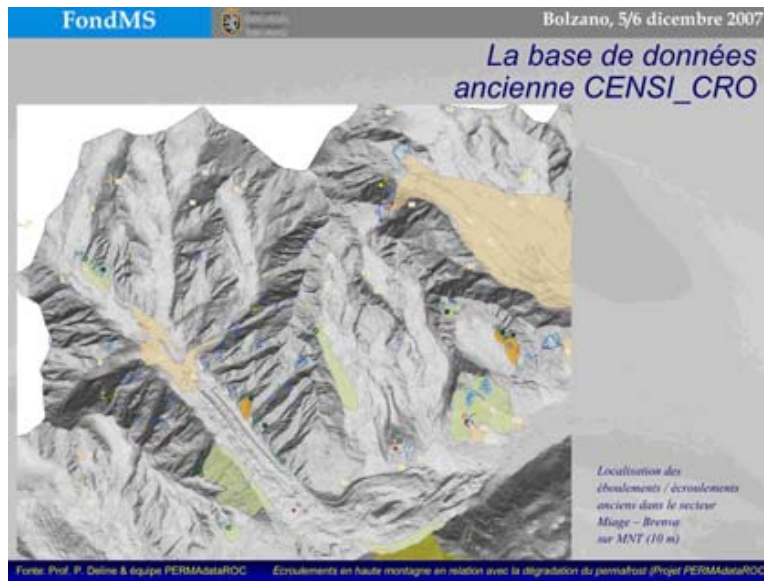 FondMS
Bolzano, 5/6 dicembre 2007
La base de données
ancienne CENSI_CRO
Localisation des
éboulements / écroulements
anciens dans le secteur
Miage – Brenva
sur MNT (10 m)
Fonte: Prof. P. Deline & équipe PERMAdataROC
Ecroulements en haute montagne en relation avec la dégradation du permafrost (Projet PERMAdataROC